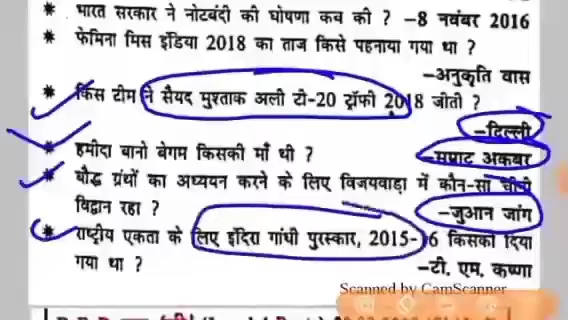 * भारत सरकार ने नोटबंदी की घोषणा कब की ? –8 नवंबर 2016
* फेमिना मिस इंडिया 2018 का ताज किसे पहनाया गया था ?
–अनुकृति वास
* किस टीम ने सैयद मुश्ताक अली टी-20 ट्रॉफी 2018 जीती ?
–दिल्ली
* हमीदा बानो बेगम किसकी माँ थी ? –सम्राट अकबर
* बौद्ध ग्रंथों का अध्ययन करने के लिए विजयवाड़ा में कौन-सा चीनी
विद्वान रहा ? –जुआन जांग
* राष्ट्रीय एकता के लिए इंदिरा गांधी पुरस्कार, 2015-16 किसको दिया
गया था ? –टी. एम. कृष्णा
Scanned by CamScanner